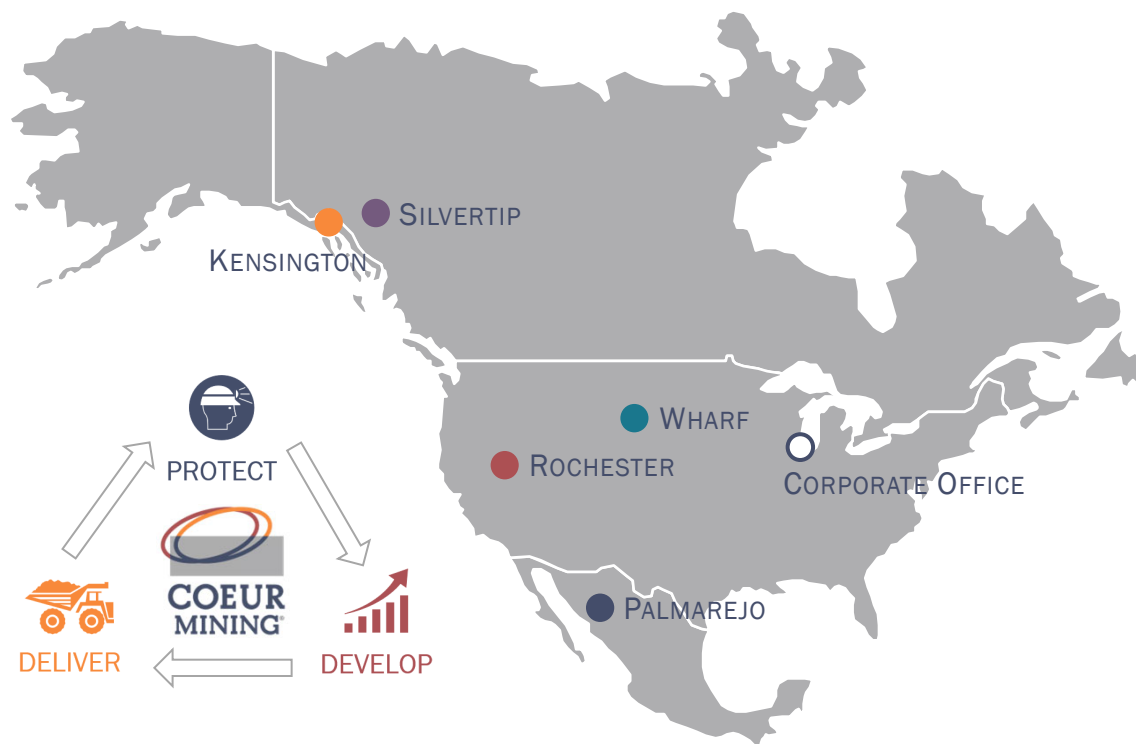 SILVERTIP
KENSINGTON
WHARF
ROCHESTER
CORPORATE OFFICE
PALMAREJO
PROTECT
COEUR
MINING®
DELIVER
DEVELOP